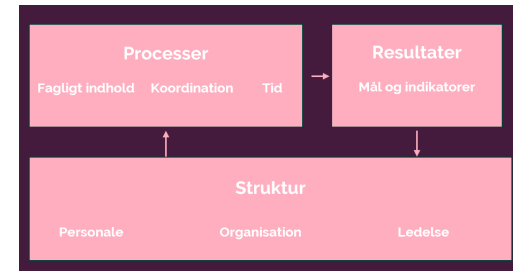 Processer
Fagligt indhold Koordination Tid
Resultater
Mål og indikatorer
Struktur
Personale Organisation Ledelse